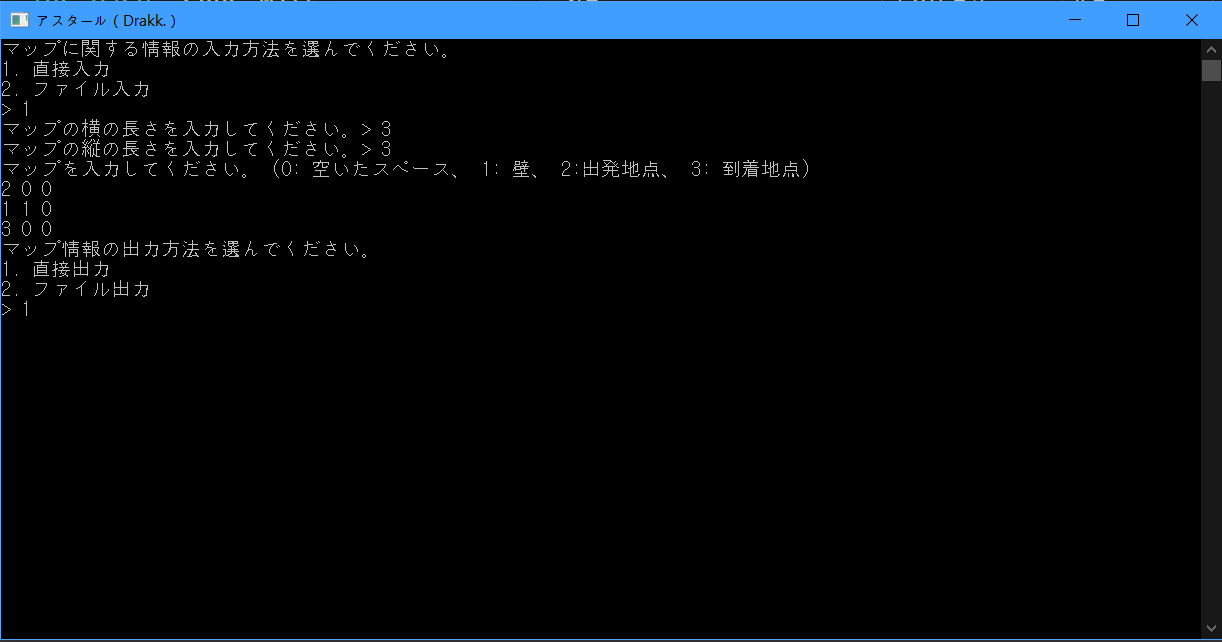 アスタール ( Drakk. )
マップに関する情報の入力方法を選んでください。
1. 直接入力
2. ファイル入力
> 1
マップの横の長さを入力してください。> 3
マップの縦の長さを入力してください。> 3
マップを入力してください。 (0: 空いたスペース、 1: 壁、 2:出発地点、 3: 到着地点)
2 0 0
1 1 0
3 0 0
マップ情報の出力方法を選んでください。
1. 直接出力
2. ファイル出力
> 1